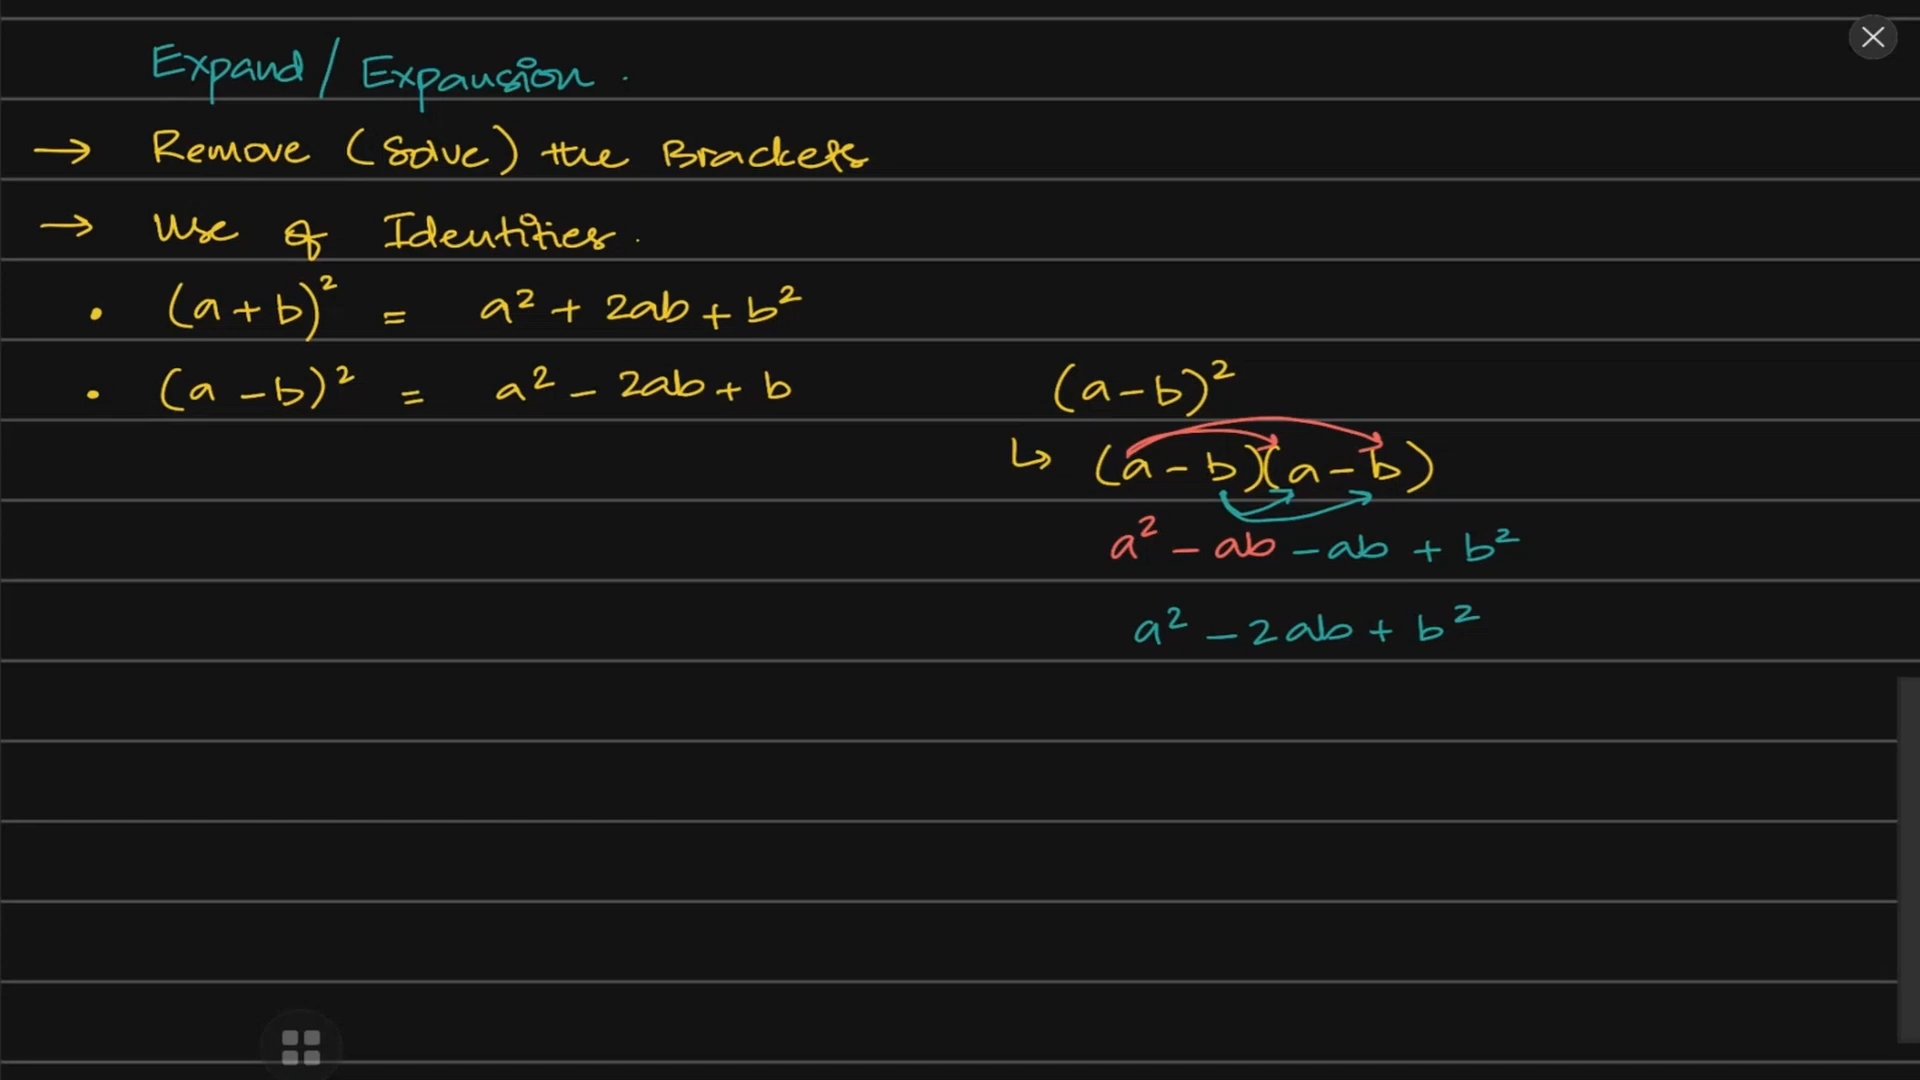 Expand / Expansion.
→ Remove (Solve) the Brackets
→ Use of Identities.
• (a + b)² = a² + 2ab + b²
• (a - b)² = a² - 2ab + b
(a - b)²
↳ (a - b)(a - b)
a² - ab - ab + b²
a² - 2ab + b²